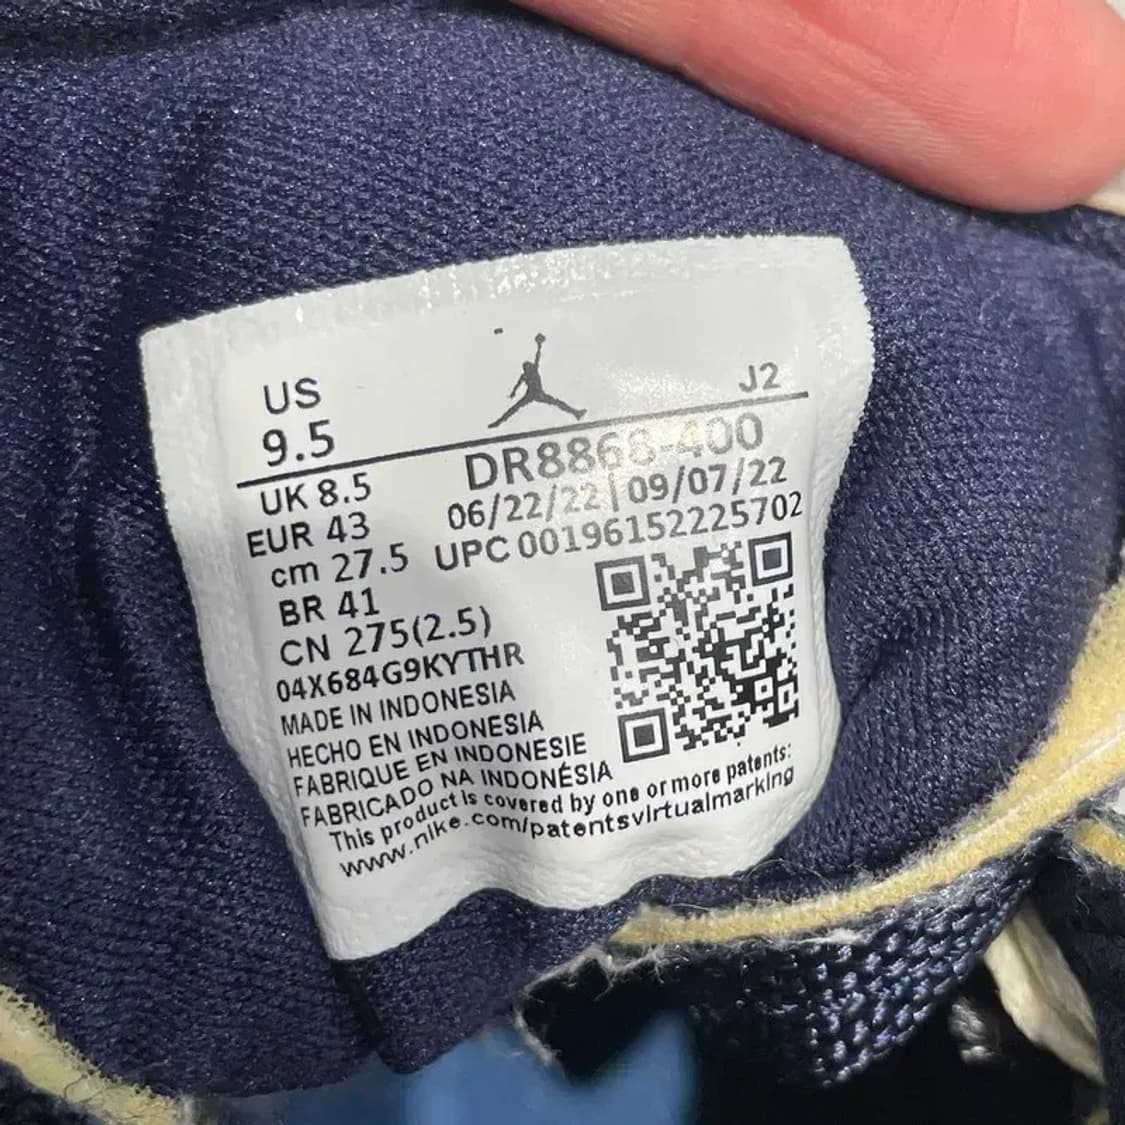 US
9.5
J2
UK 8.5
EUR 43
cm 27.5
BR 41
CN 275(2.5)
DR8868-400
06/22/22 | 09/07/22
UPC 00196152225702
04X684G9KYTHR
MADE IN INDONESIA
HECHO EN INDONESIA
FABRIQUE EN INDONESIE
FABRICADO NA INDONÉSIA
This product is covered by one or more patents:
www.nike.com/patentsvirtualmarking